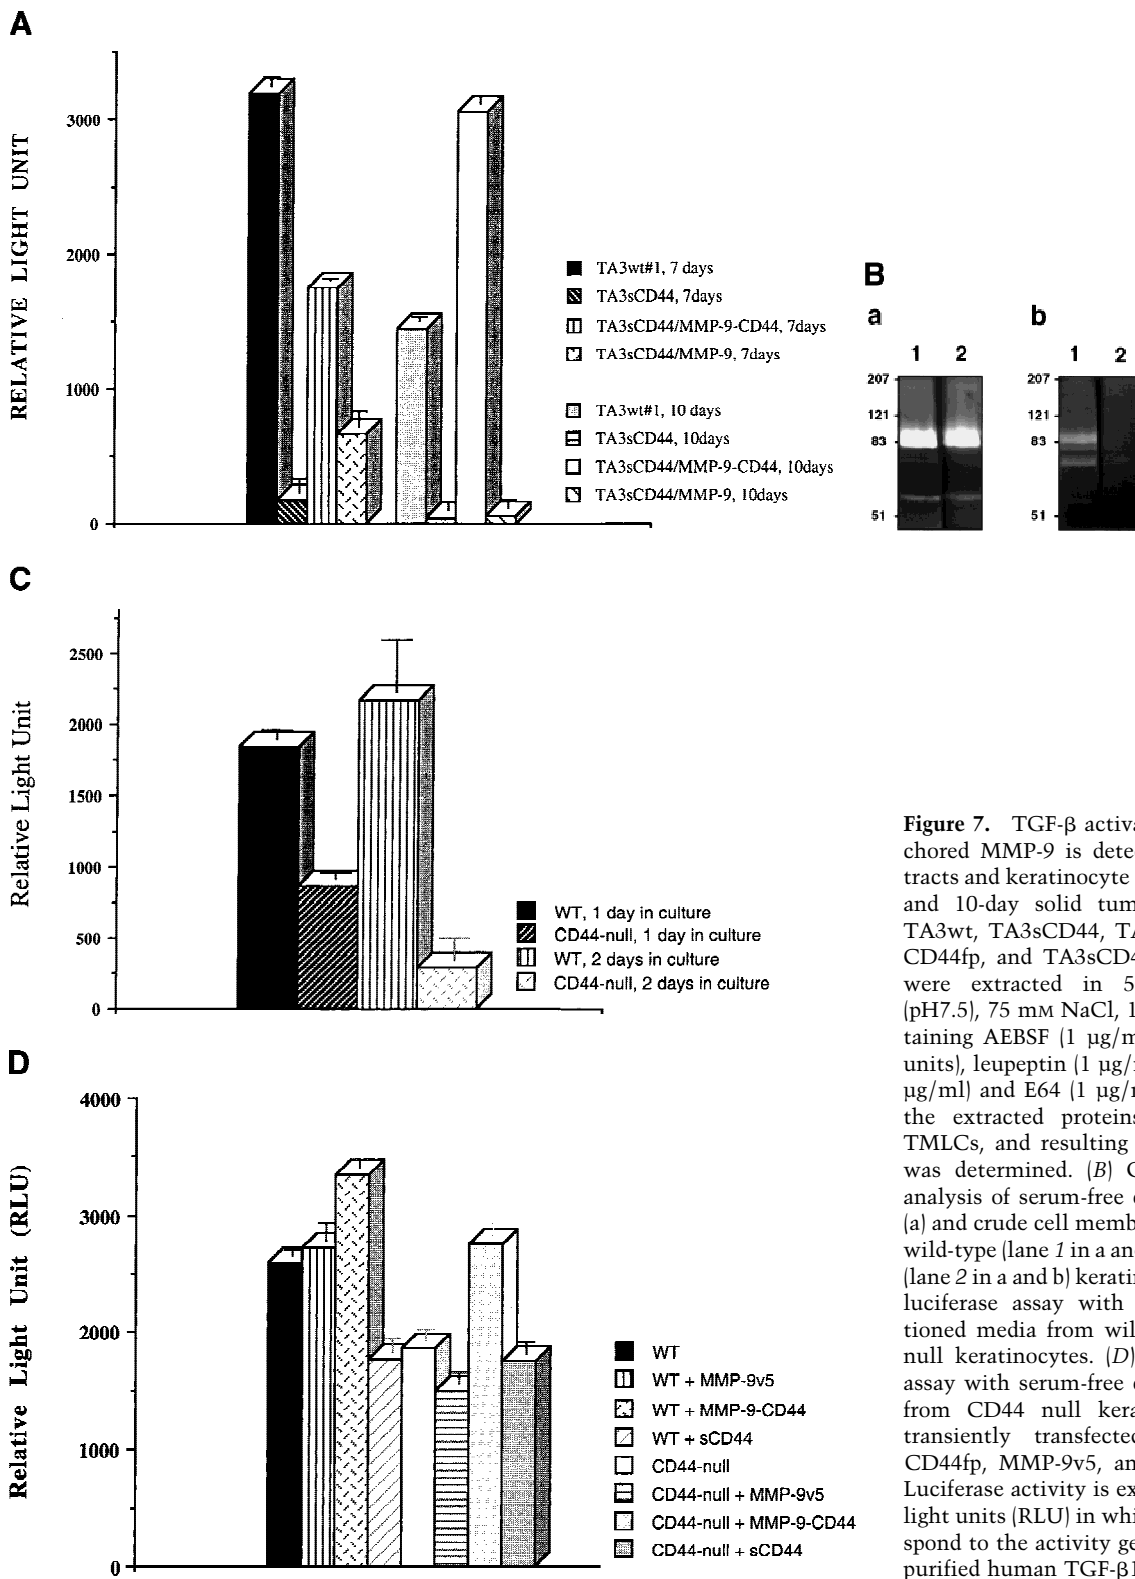 A
RELATIVE LIGHT UNIT
3000
2000
1000
0
TA3wt#1, 7 days
TA3sCD44, 7days
TA3sCD44/MMP-9-CD44, 7days
TA3sCD44/MMP-9, 7days
TA3wt#1, 10 days
TA3sCD44, 10days
TA3sCD44/MMP-9-CD44, 10days
TA3sCD44/MMP-9, 10days
B
a
b
1 2
1 2
207
121
83
51
207
121
83
51
C
Relative Light Unit
2500
2000
1500
1000
500
0
WT, 1 day in culture
CD44-null, 1 day in culture
WT, 2 days in culture
CD44-null, 2 days in culture
D
Relative Light Unit (RLU)
4000
3000
2000
1000
0
WT
WT + MMP-9v5
WT + MMP-9-CD44
WT + sCD44
CD44-null
CD44-null + MMP-9v5
CD44-null + MMP-9-CD44
CD44-null + sCD44
Figure 7. TGF-β activa
chored MMP-9 is dete
tracts and keratinocyte
and 10-day solid tum
TA3wt, TA3sCD44, TA
CD44fp, and TA3sCD4
were extracted in 5
(pH7.5), 75 mM NaCl, 1
taining AEBSF (1 µg/m
units), leupeptin (1 µg/
µg/ml) and E64 (1 µg/
the extracted proteins
TMLCs, and resulting
was determined. (B) C
analysis of serum-free
(a) and crude cell memb
wild-type (lane 1 in a an
(lane 2 in a and b) keratin
luciferase assay with
tioned media from wil
null keratinocytes. (D)
assay with serum-free
from CD44 null kera
transiently transfected
CD44fp, MMP-9v5, an
Luciferase activity is ex
light units (RLU) in whi
spond to the activity ge
purified human TGF-β1